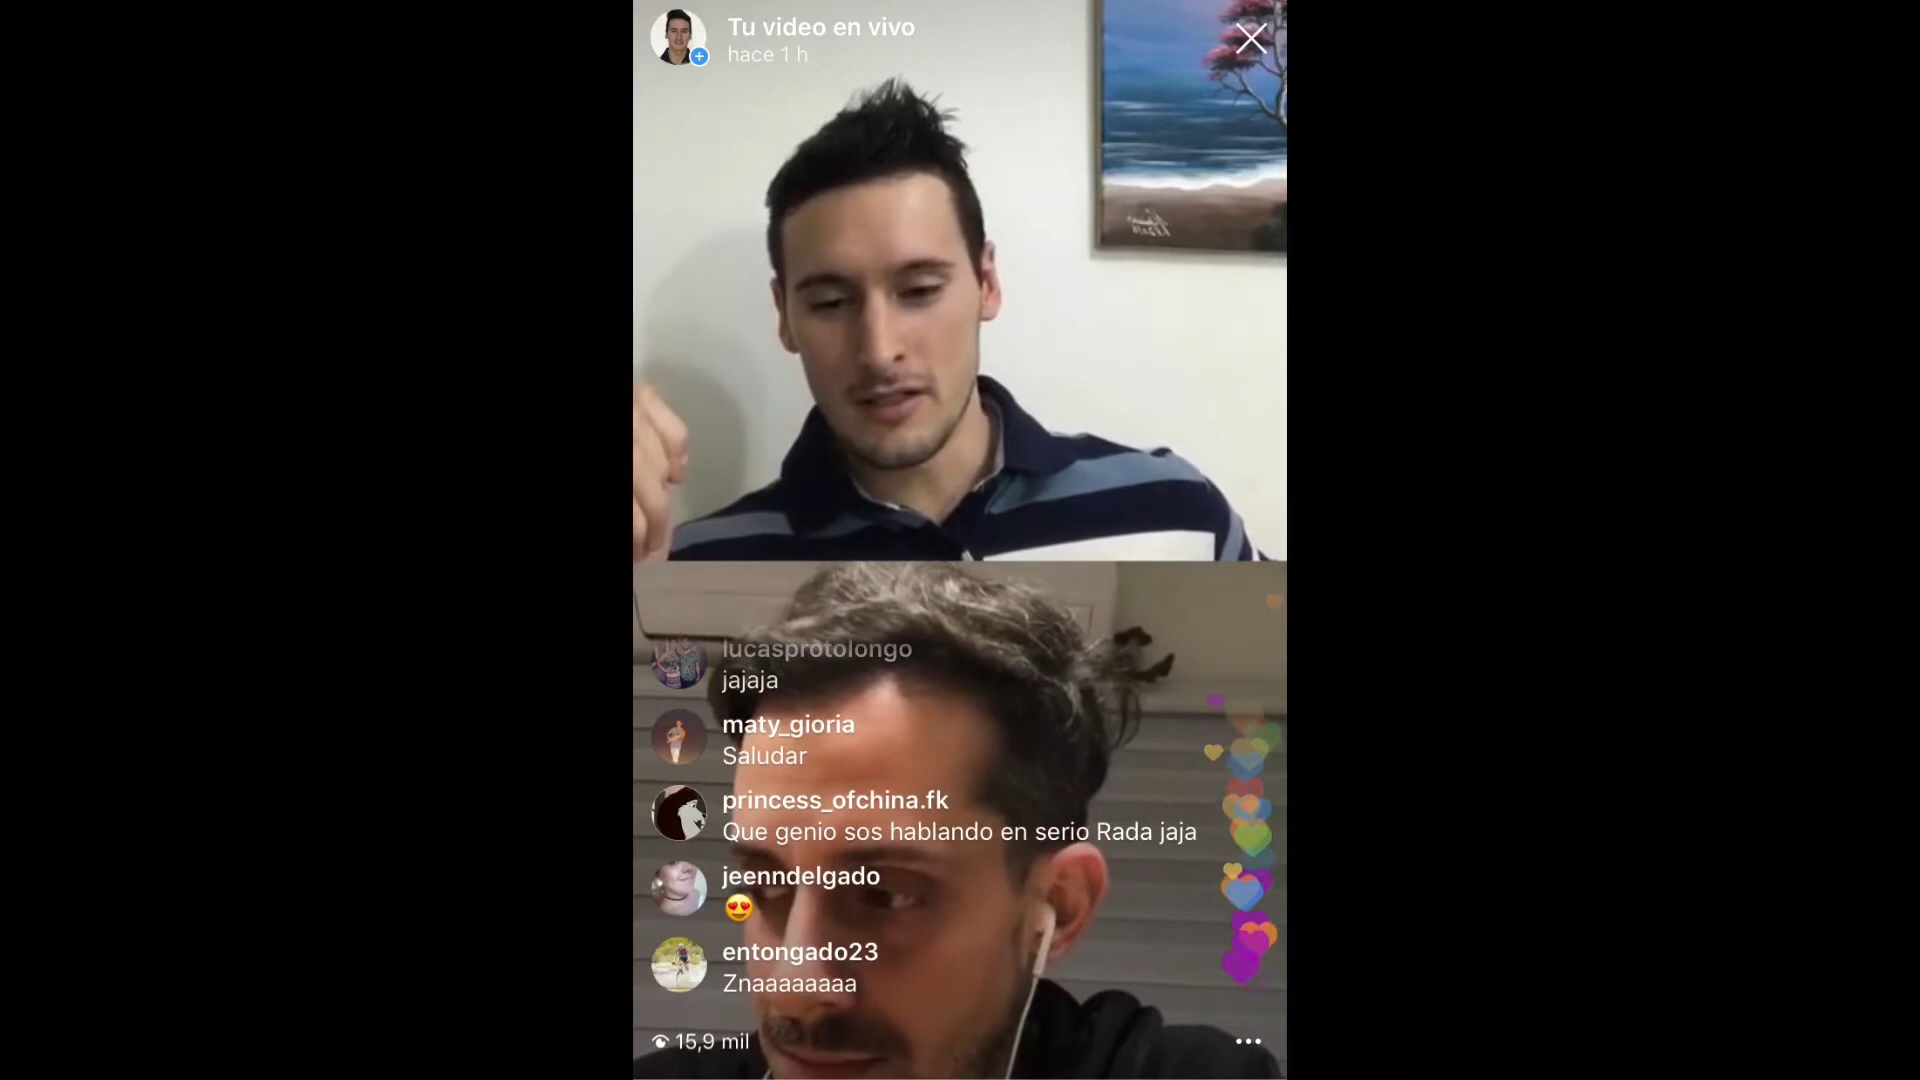 Tu video en vivo
hace 1 h
lucasprotolongo
jajaja
maty_gioria
Saludar
princess_ofchina.fk
Que genio sos hablando en serio Rada jaja
jeenndelgado
😍
entongado23
Znaaaaaaaa
15,9 mil